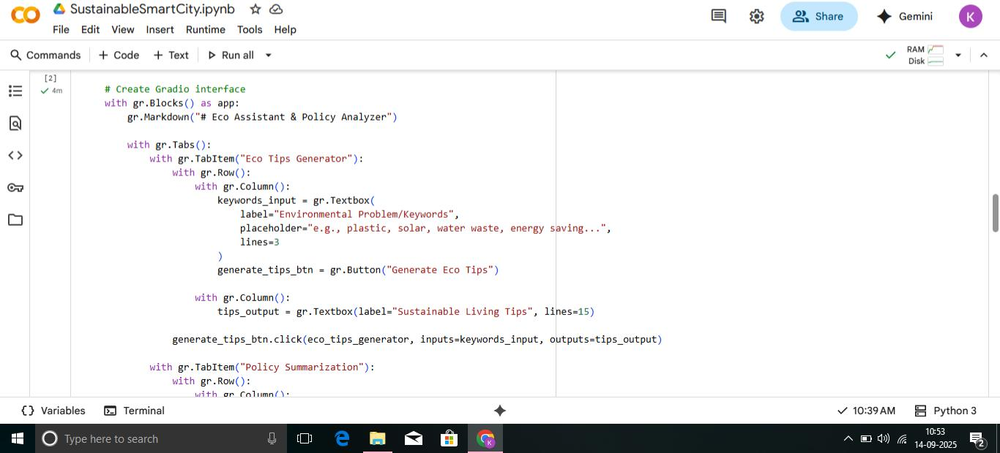 SustainableSmartCity.ipynb
File Edit View Insert Runtime Tools Help
Share
Gemini
K
Commands + Code + Text Run all
RAM
Disk
[2]
4m
# Create Gradio interface
with gr.Blocks() as app:
    gr.Markdown("# Eco Assistant & Policy Analyzer")
    with gr.Tabs():
        with gr.TabItem("Eco Tips Generator"):
            with gr.Row():
                with gr.Column():
                    keywords_input = gr.Textbox(
                        label="Environmental Problem/Keywords",
                        placeholder="e.g., plastic, solar, water waste, energy saving...",
                        lines=3
                    )
                    generate_tips_btn = gr.Button("Generate Eco Tips")
                with gr.Column():
                    tips_output = gr.Textbox(label="Sustainable Living Tips", lines=15)
            generate_tips_btn.click(eco_tips_generator, inputs=keywords_input, outputs=tips_output)
        with gr.TabItem("Policy Summarization"):
            with gr.Row():
                with gr.Column():
{} Variables Terminal
10:39 AM Python 3
Type here to search
K
10:53
14-09-2025
2